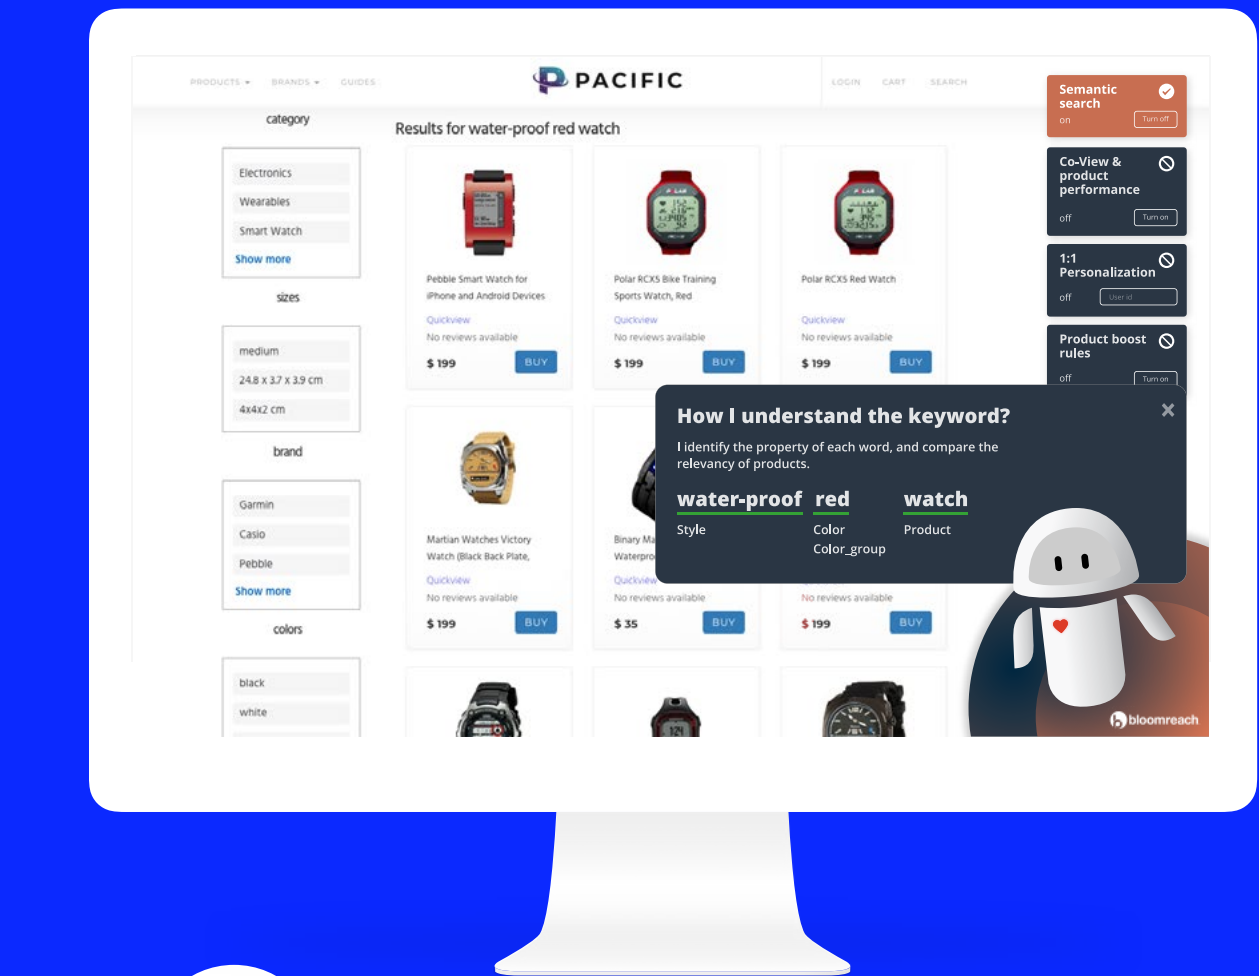 PRODUCTS
BRANDS
GUIDES
PACIFIC
LOGIN
CART
SEARCH
category
Electronics
Wearables
Smart Watch
Show more
sizes
medium
24.8 x 3.7 x 3.9 cm
4x4x2 cm
brand
Garmin
Casio
Pebble
Show more
colors
black
white
Results for water-proof red watch
Pebble Smart Watch for
iPhone and Android Devices
Quickview
No reviews available
$ 199
BUY
Polar RCX5 Bike Training
Sports Watch, Red
Quickview
No reviews available
$ 199
BUY
Polar RCX5 Red Watch
Quickview
No reviews available
$ 199
BUY
Martian Watches Victory
Watch (Black Back Plate,
Quickview
No reviews available
$ 199
BUY
Binary Ma
Waterpro
Quickview
No reviews available
$ 35
BUY
No reviews available
$ 199
BUY
Semantic
search
on
Turn off
Co-View &
product
performance
off
Turn on
1:1
Personalization
off
User id
Product boost
rules
off
Turn on
How I understand the keyword?
I identify the property of each word, and compare the
relevancy of products.
water-proof red watch
Style
Color
Color_group
Product
bloomreach